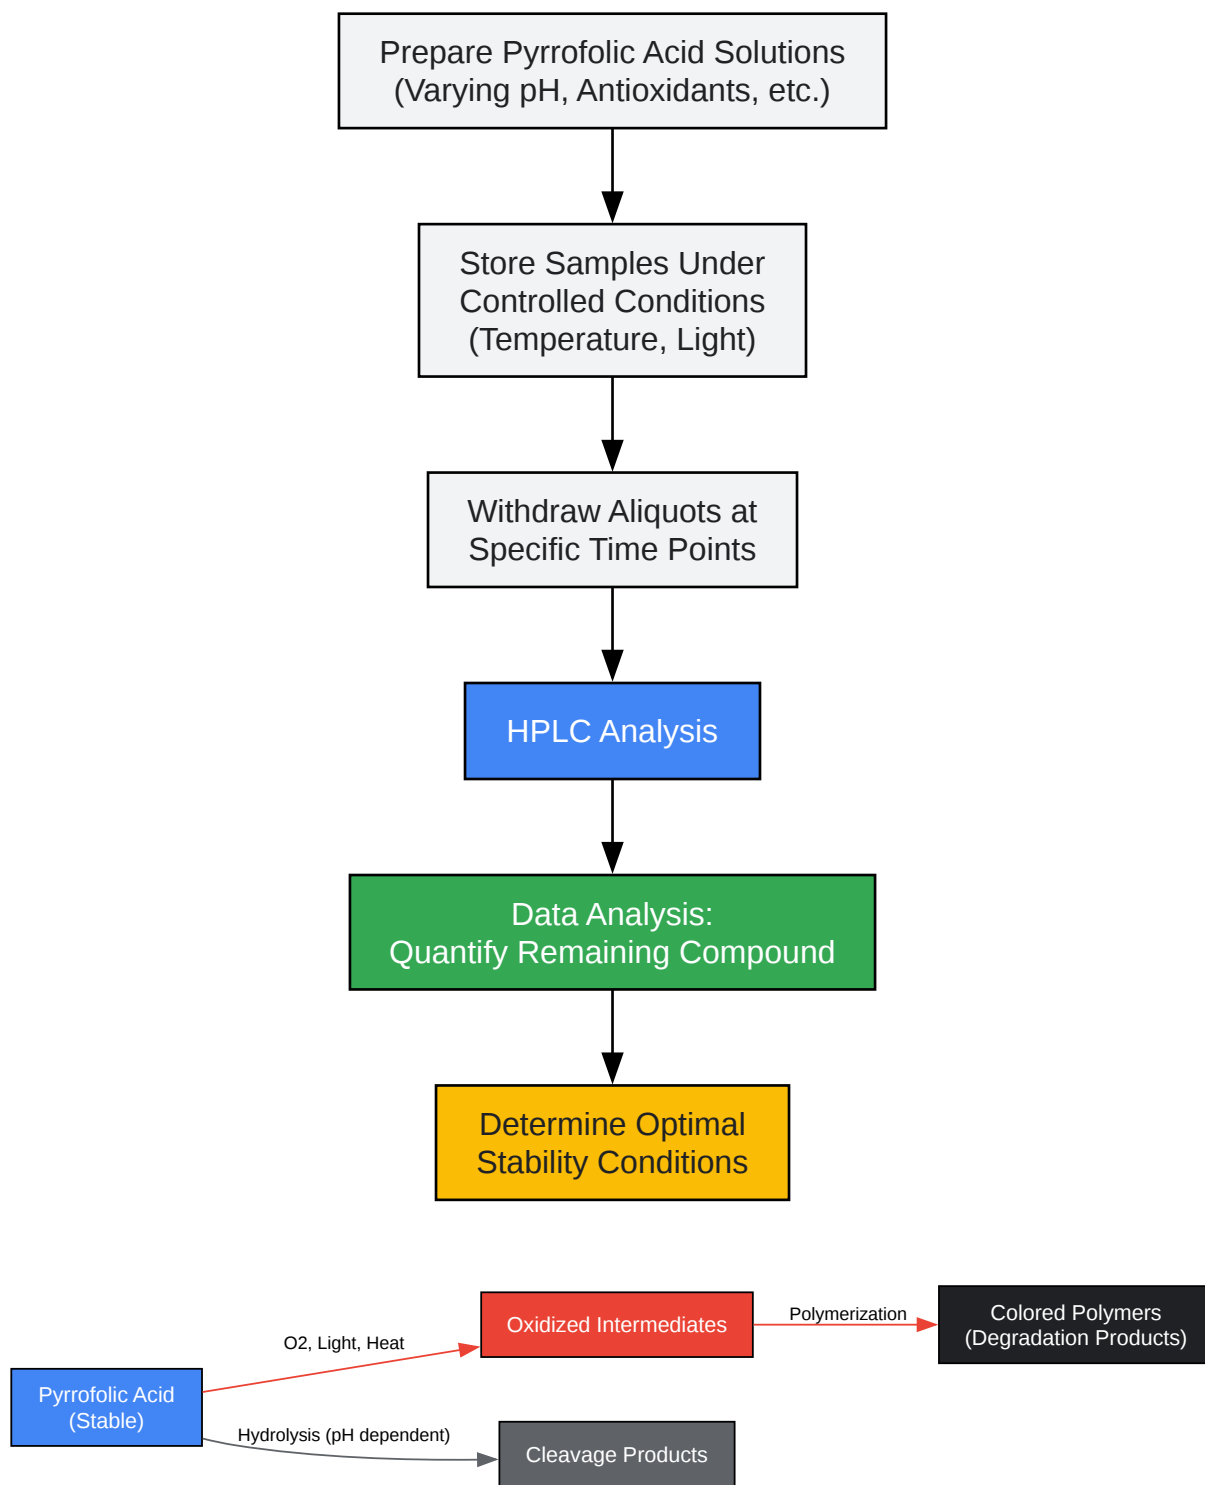 Prepare Pyrrofolic Acid Solutions
(Varying pH, Antioxidants, etc.)
Store Samples Under
Controlled Conditions
(Temperature, Light)
Withdraw Aliquots at
Specific Time Points
HPLC Analysis
Data Analysis:
Quantify Remaining Compound
Determine Optimal
Stability Conditions
Pyrrofolic Acid
(Stable)
O2, Light, Heat
Oxidized Intermediates
Polymerization
Colored Polymers
(Degradation Products)
Hydrolysis (pH dependent)
Cleavage Products